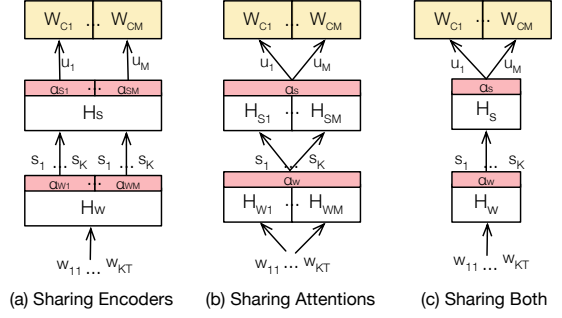 W_C1 ... W_CM
u_1 u_M
α_S1 ... α_SM
H_S
s_1 ... s_K s_1 ... s_K
α_W1 ... α_WM
H_W
w_11 ... w_KT
(a) Sharing Encoders
W_C1 ... W_CM
u_1 u_M
α_s
H_S1 ... H_SM
s_1 ... s_K
α_w
H_W1 ... H_WM
w_11 ... w_KT
(b) Sharing Attentions
W_C1 ... W_CM
u_1 u_M
α_s
H_S
s_1 ... s_K
α_w
H_W
w_11 ... w_KT
(c) Sharing Both